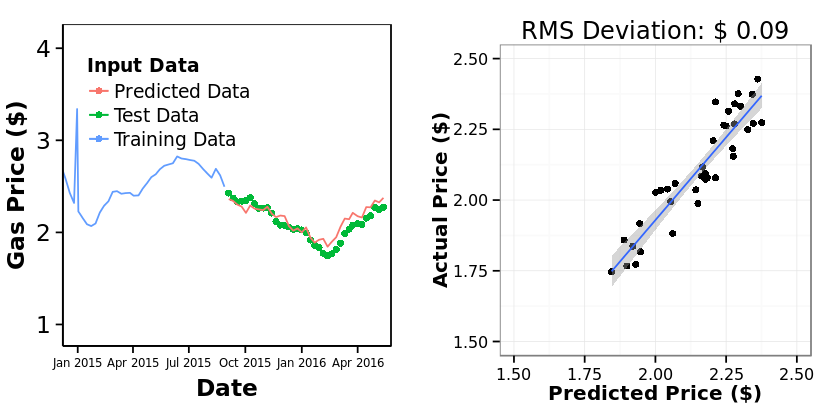 4
3
2
1
Gas Price ($)
Input Data
Predicted Data
Test Data
Training Data
Jan 2015 Apr 2015 Jul 2015 Oct 2015 Jan 2016 Apr 2016
Date
RMS Deviation: $ 0.09
2.50
2.25
2.00
1.75
1.50
Actual Price ($)
1.50 1.75 2.00 2.25 2.50
Predicted Price ($)